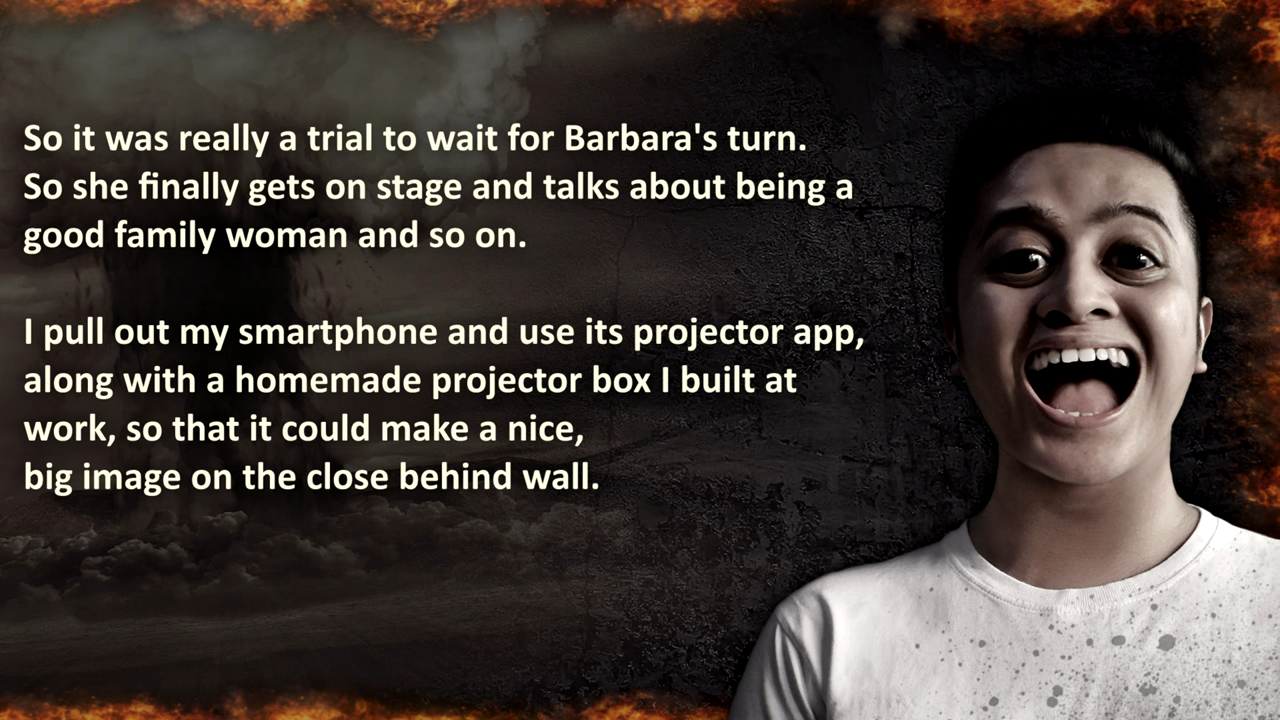 So it was really a trial to wait for Barbara's turn.
So she finally gets on stage and talks about being a
good family woman and so on.
I pull out my smartphone and use its projector app,
along with a homemade projector box I built at
work, so that it could make a nice,
big image on the close behind wall.